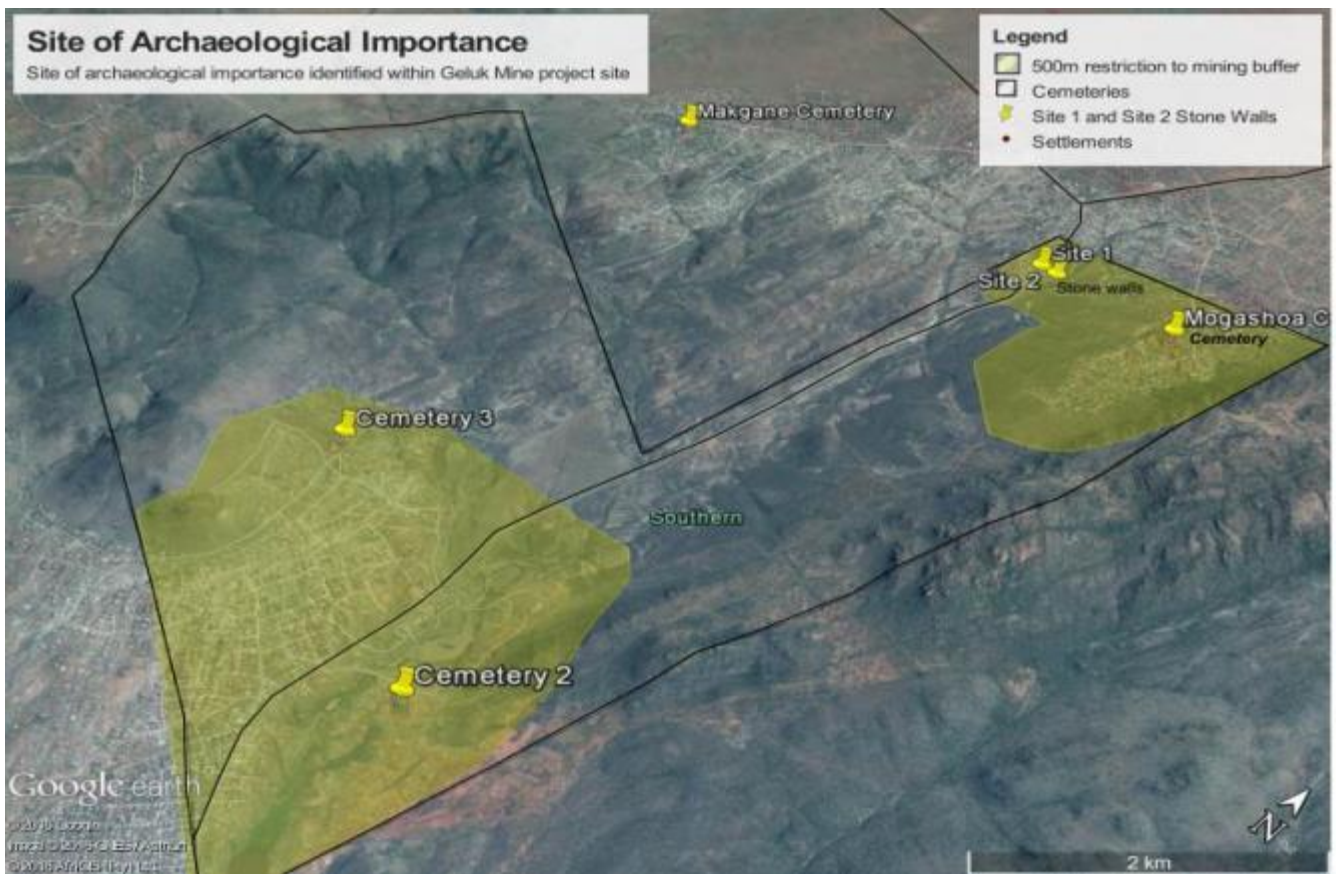 Site of Archaeological Importance
Site of archaeological importance identified within Geluk Mine project site
Legend
500m restriction to mining buffer
Cemeteries
Site 1 and Site 2 Stone Walls
Settlements
Makgane Cemetery
Site 1
Site 2
Stone walls
Mogashoa C
Cemetery
Cemetery 3
Southern
Cemetery 2
Google earth
N
2 km